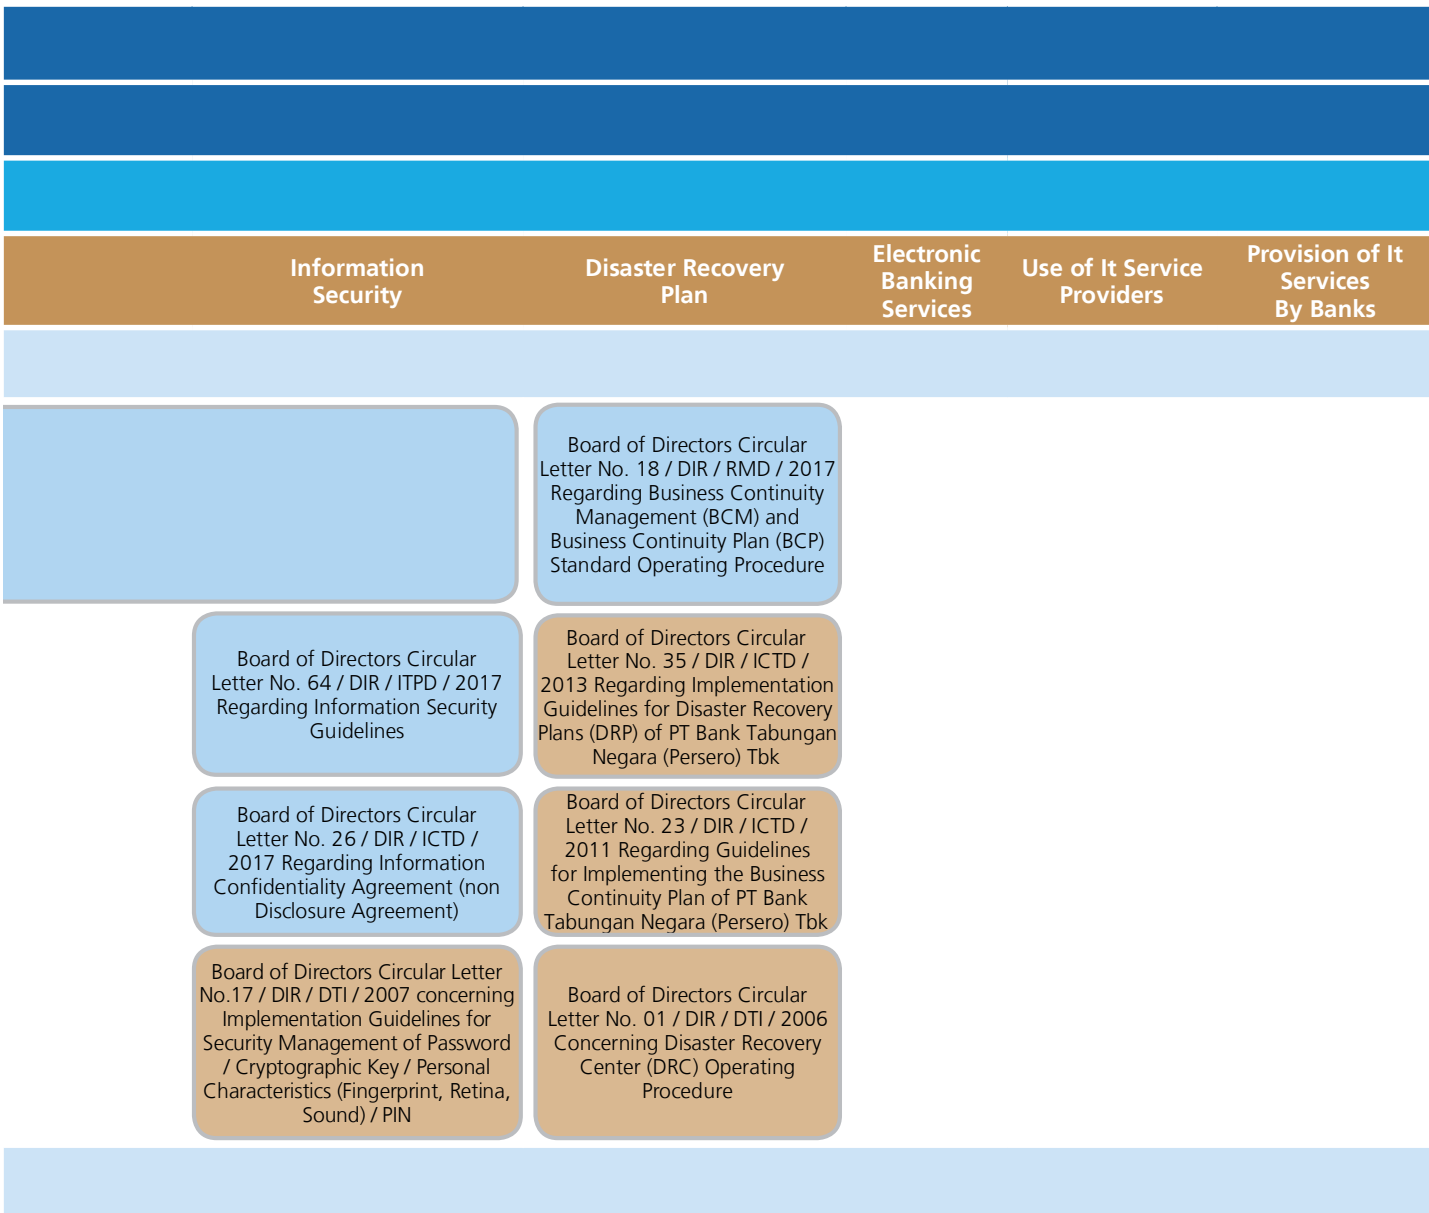 Information
Security
Disaster Recovery
Plan
Electronic
Banking
Services
Use of It Service
Providers
Provision of It
Services
By Banks
Board of Directors Circular
Letter No. 18 / DIR / RMD / 2017
Regarding Business Continuity
Management (BCM) and
Business Continuity Plan (BCP)
Standard Operating Procedure
Board of Directors Circular
Letter No. 64 / DIR / ITPD / 2017
Regarding Information Security
Guidelines
Board of Directors Circular
Letter No. 35 / DIR / ICTD /
2013 Regarding Implementation
Guidelines for Disaster Recovery
Plans (DRP) of PT Bank Tabungan
Negara (Persero) Tbk
Board of Directors Circular
Letter No. 26 / DIR / ICTD /
2017 Regarding Information
Confidentiality Agreement (non
Disclosure Agreement)
Board of Directors Circular
Letter No. 23 / DIR / ICTD /
2011 Regarding Guidelines
for Implementing the Business
Continuity Plan of PT Bank
Tabungan Negara (Persero) Tbk
Board of Directors Circular Letter
No.17 / DIR / DTI / 2007 concerning
Implementation Guidelines for
Security Management of Password
/ Cryptographic Key / Personal
Characteristics (Fingerprint, Retina,
Sound) / PIN
Board of Directors Circular
Letter No. 01 / DIR / DTI / 2006
Concerning Disaster Recovery
Center (DRC) Operating
Procedure